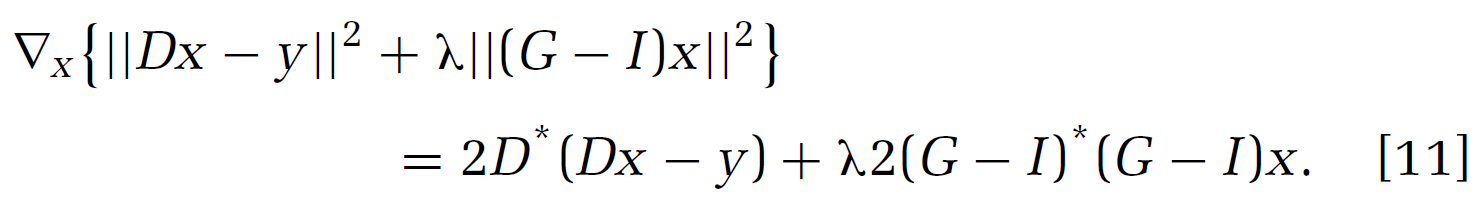 ∇ₓ{||Dx − y||² + λ||(G − I)x||²}
= 2D*(Dx − y) + λ2(G − I)*(G − I)x. [11]